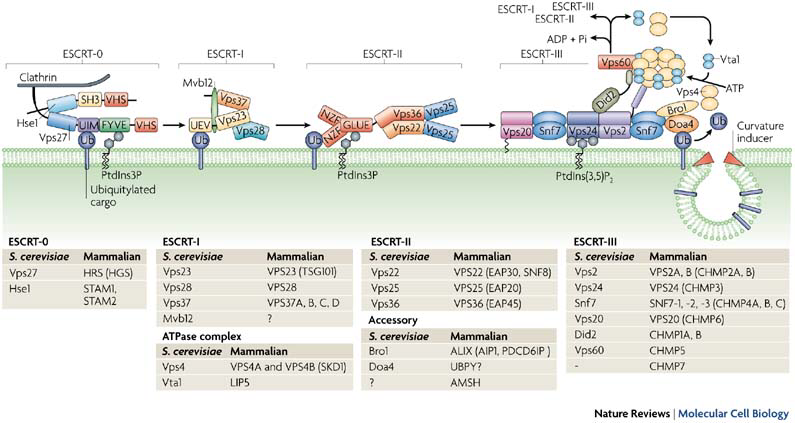 ESCRT-0
ESCRT-I
ESCRT-II
ESCRT-III
ESCRT-I
ESCRT-III
ESCRT-II
ADP + Pi
Vps60
Vta1
ATP
Vps4
Did2
Bro1
Clathrin
SH3
VHS
Hse1
Vps27
UIM
FYVE
VHS
Ub
PtdIns3P
Ubiquitylated
cargo
Mvb12
Vps37
UEV
Vps23
Vps28
Ub
NZF
NZF
GLUE
Vps36
Vps25
Vps22
Vps25
Ub
PtdIns3P
Vps20
Snf7
Vps24
Vps2
Snf7
Doa4
Ub
Ub
PtdIns(3,5)P2
Curvature
inducer
ESCRT-0
S. cerevisiae Mammalian
Vps27 HRS (HGS)
Hse1 STAM1,
STAM2
ESCRT-I
S. cerevisiae Mammalian
Vps23 VPS23 (TSG101)
Vps28 VPS28
Vps37 VPS37A, B, C, D
Mvb12 ?
ATPase complex
S. cerevisiae Mammalian
Vps4 VPS4A and VPS4B (SKD1)
Vta1 LIP5
ESCRT-II
S. cerevisiae Mammalian
Vps22 VPS22 (EAP30, SNF8)
Vps25 VPS25 (EAP20)
Vps36 VPS36 (EAP45)
Accessory
S. cerevisiae Mammalian
Bro1 ALIX (AIP1, PDCD6IP )
Doa4 UBPY?
? AMSH
ESCRT-III
S. cerevisiae Mammalian
Vps2 VPS2A, B (CHMP2A, B)
Vps24 VPS24 (CHMP3)
Snf7 SNF7-1, -2, -3 (CHMP4A, B, C)
Vps20 VPS20 (CHMP6)
Did2 CHMP1A, B
Vps60 CHMP5
- CHMP7
Nature Reviews | Molecular Cell Biology